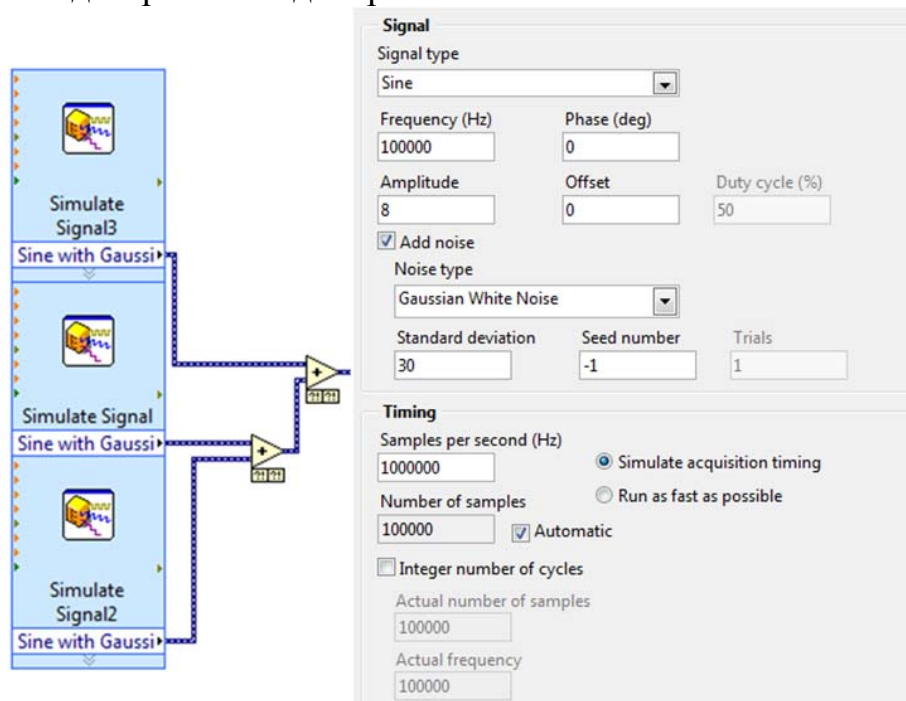 Signal
Signal type
Sine
Frequency (Hz) Phase (deg)
100000 0
Amplitude Offset Duty cycle (%)
8 0 50
Add noise
Noise type
Gaussian White Noise
Standard deviation Seed number Trials
30 -1 1
Timing
Samples per second (Hz)
1000000
Simulate acquisition timing
Run as fast as possible
Number of samples
100000 Automatic
Integer number of cycles
Actual number of samples
100000
Actual frequency
100000
Simulate
Signal3
Sine with Gaussi
Simulate Signal
Sine with Gaussi
Simulate
Signal2
Sine with Gaussi
+
+
?! ?!
?! ?!